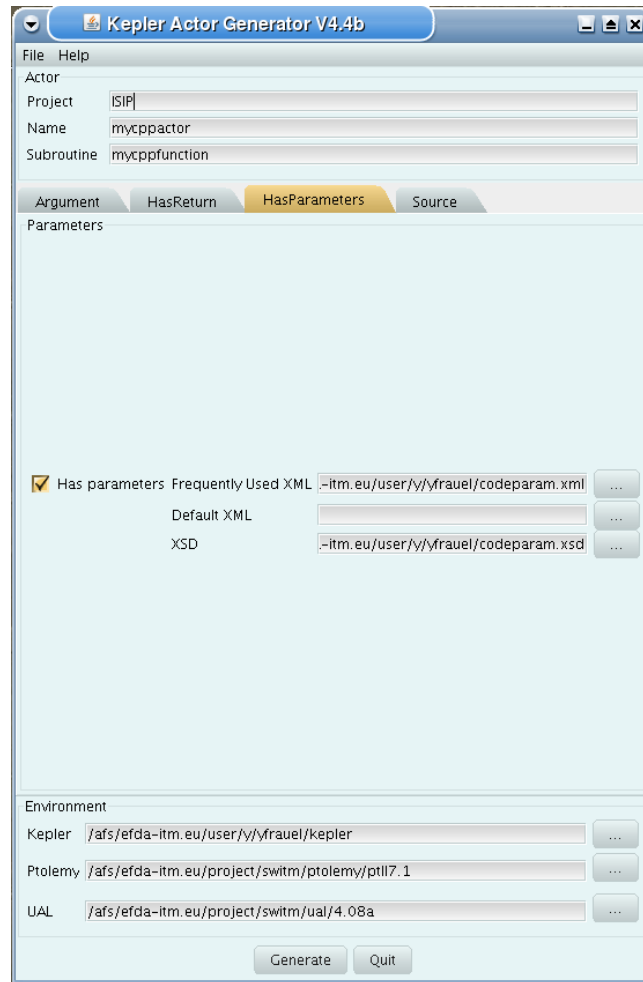 Kepler Actor Generator V4.4b
File Help
Actor
Project ISIP
Name mycppactor
Subroutine mycppfunction
Argument HasReturn HasParameters Source
Parameters
Has parameters Frequently Used XML .-itm.eu/user/y/yfrauel/codeparam.xml ...
Default XML ...
XSD .-itm.eu/user/y/yfrauel/codeparam.xsd ...
Environment
Kepler /afs/efda-itm.eu/user/y/yfrauel/kepler ...
Ptolemy /afs/efda-itm.eu/project/switm/ptolemy/ptII7.1 ...
UAL /afs/efda-itm.eu/project/switm/ual/4.08a ...
Generate Quit